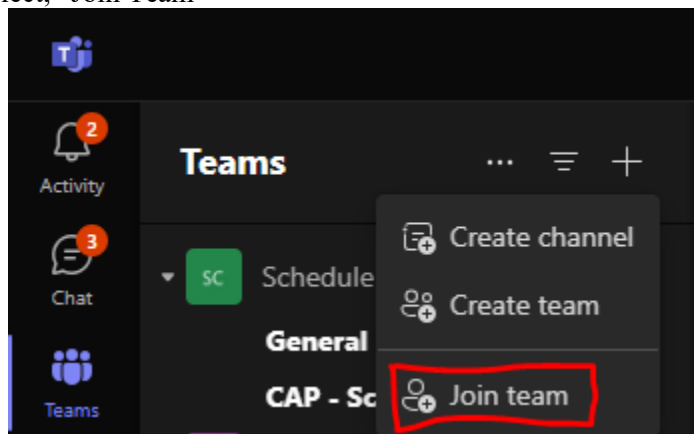 "Join Team"
2
Activity
Teams
3
Chat
SC
Schedule
Teams
General
CAP - Sc
Create channel
Create team
Join team